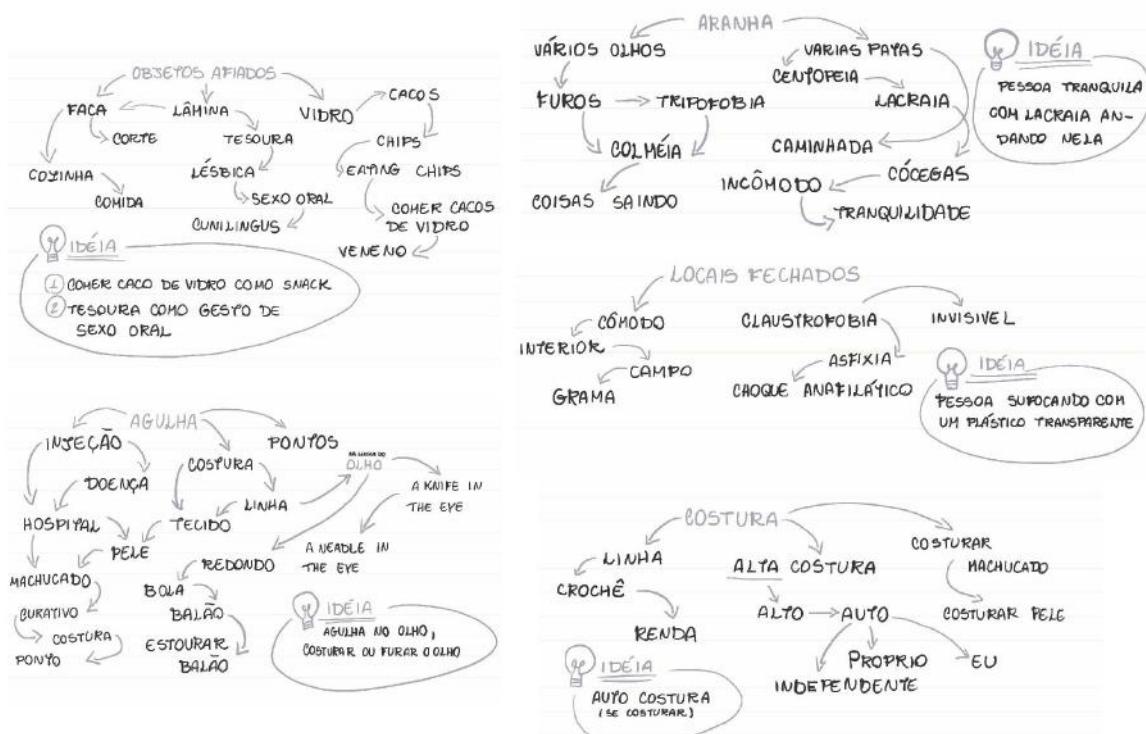 OBJETOS AFIADOS
FACA
LÂMINA
VIDRO
CACOS
CORTE
TESOURA
CHIPS
COZINHA
LÉSBICA
EATING CHIPS
COMIDA
SEXO ORAL
COMER CACOS
DE VIDRO
CUNILINGUS
VENENO
IDÉIA
1 COMER CACO DE VIDRO COMO SNACK
2 TESOURA COMO GESTO DE
SEXO ORAL
AGULHA
INJEÇÃO
PONTOS
COSTURA
OLHO
DOENÇA
LINHA
A KNIFE IN
THE EYE
HOSPITAL
TECIDO
PELE
A NEADLE IN
THE EYE
REDONDO
MACHUCADO
BOLA
CURATIVO
BALÃO
COSTURA
ESTOURAR
BALÃO
PONTO
IDÉIA
AGULHA NO OLHO,
COSTURAR OU FURAR O OLHO
ARANHA
VÁRIOS OLHOS
VARIAS PATAS
CENTOPEIA
FUROS
TRIPOFOBIA
LACRAIA
COLMÉIA
CAMINHADA
CÓCEGAS
INCÔMODO
COISAS SAINDO
TRANQUILIDADE
IDÉIA
PESSOA TRANQUILA
COM LACRAIA AN-
DANDO NELA
LOCAIS FECHADOS
CÔMODO
CLAUSTROFOBIA
INVISIVEL
INTERIOR
ASFIXIA
CAMPO
CHOQUE ANAFILÁTICO
GRAMA
IDÉIA
PESSOA SUFOCANDO COM
UM PLÁSTICO TRANSPARENTE
COSTURA
LINHA
ALTA COSTURA
COSTURAR
MACHUCADO
CROCHÊ
ALTO
AUTO
COSTURAR PELE
RENDA
PROPRIO
EU
INDEPENDENTE
IDÉIA
AUTO COSTURA
(SE COSTURAR)